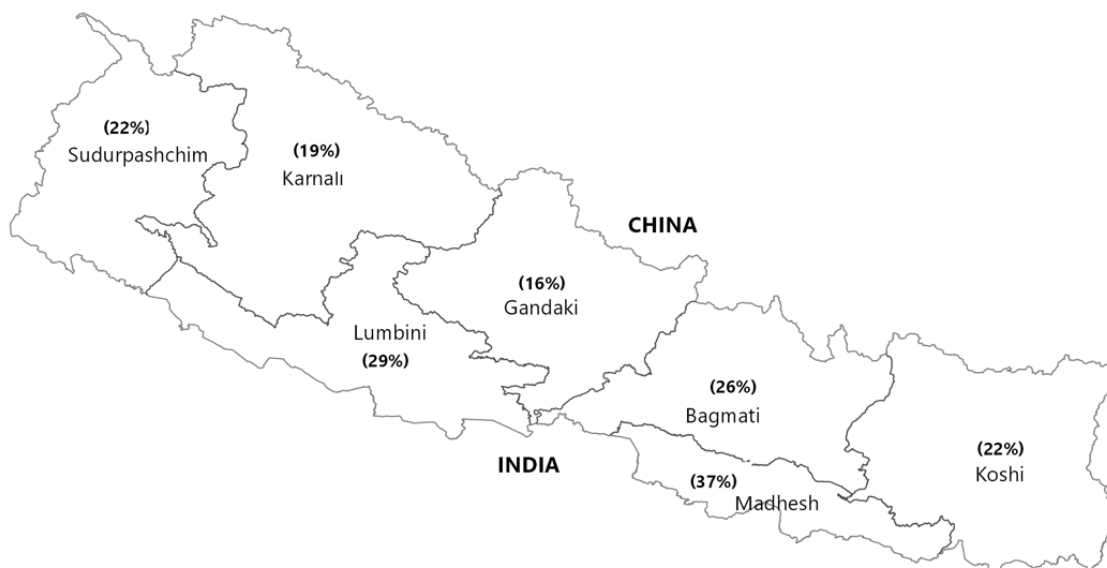 (22%)
Sudurpashchim
(19%)
Karnali
CHINA
(16%)
Gandaki
Lumbini
(29%)
(26%)
Bagmati
INDIA
(37%)
Madhesh
(22%)
Koshi